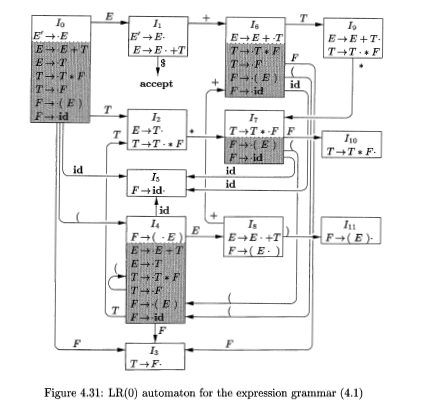 I₀
E′→·E
E→·E+T
E→·T
T→·T*F
T→·F
F→·(E)
F→·id
E
I₁
E′→E·
E→E·+T
$
accept
+
I₆
E→E+·T
T→·T*F
T→·F
F→·(E)
F→·id
T
I₉
E→E+T·
T→T·*F
*
F
(
id
+
T
I₂
E→T·
T→T·*F
T
*
I₇
T→T*·F
F→·(E)
F→·id
F
(
I₁₀
T→T*F·
id
id
id
I₅
F→id·
id
(
I₄
F→(·E)
E→·E+T
E→·T
T→·T*F
T→·F
F→·(E)
F→·id
(
T
E
+
I₈
E→E·+T
F→(E·)
)
I₁₁
F→(E)·
(
(
F
F
F
I₃
T→F·
Figure 4.31: LR(0) automaton for the expression grammar (4.1)